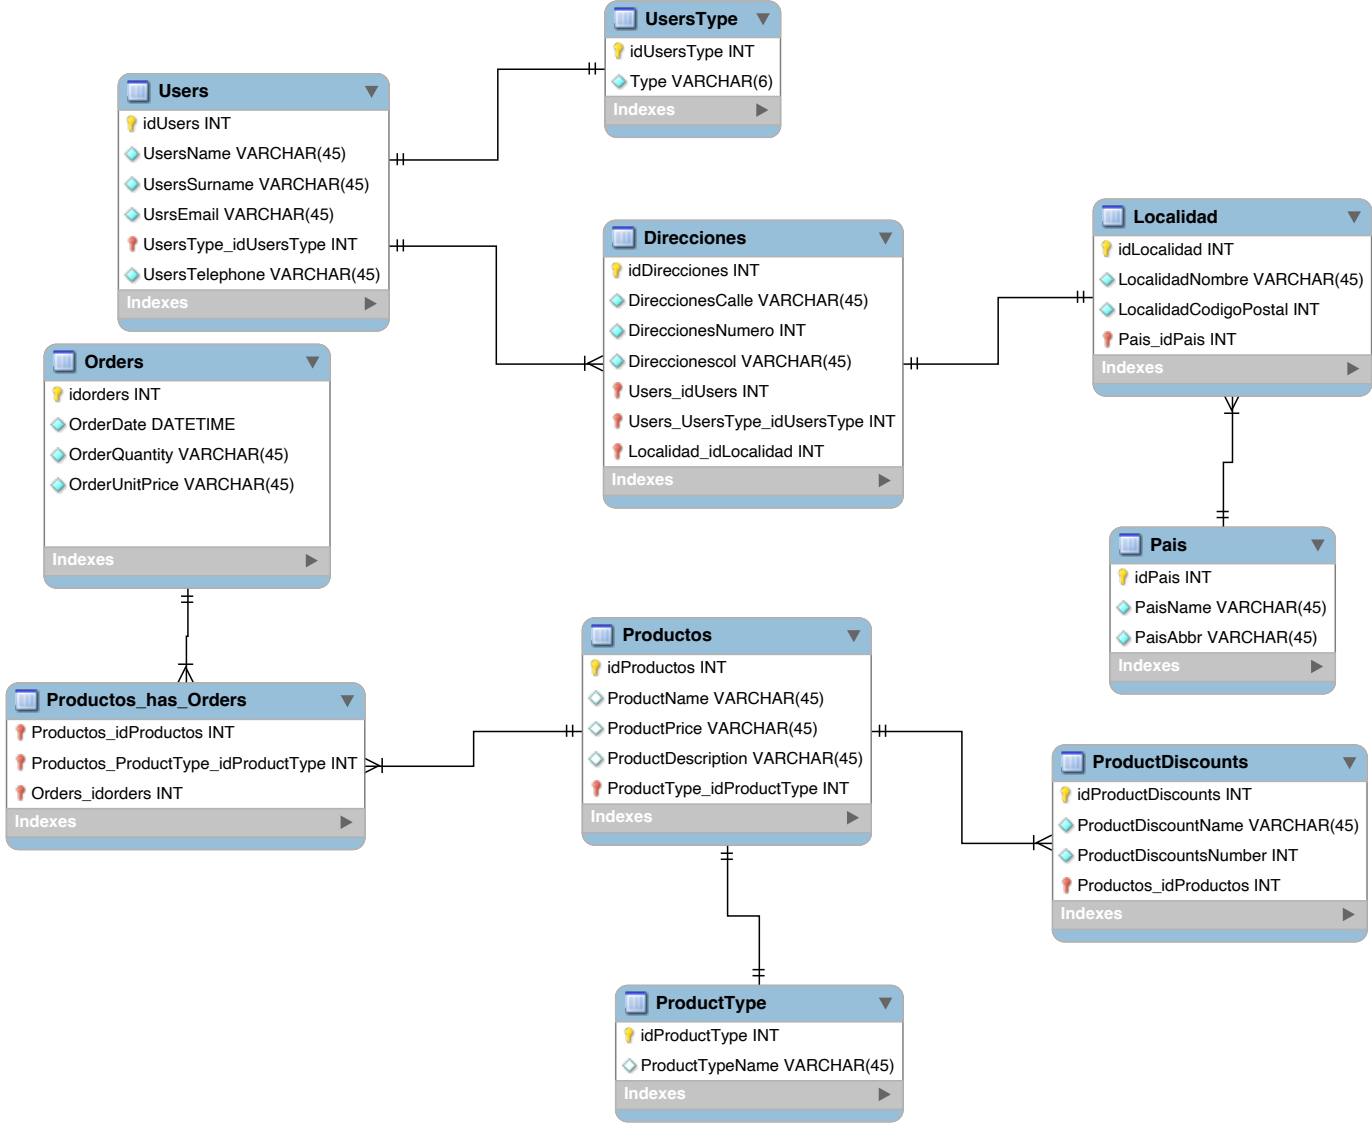 UsersType
idUsersType INT
Type VARCHAR(6)
Indexes
Users
idUsers INT
UsersName VARCHAR(45)
UsersSurname VARCHAR(45)
UsrsEmail VARCHAR(45)
UsersType_idUsersType INT
UsersTelephone VARCHAR(45)
Indexes
Direcciones
idDirecciones INT
DireccionesCalle VARCHAR(45)
DireccionesNumero INT
Direccionescol VARCHAR(45)
Users_idUsers INT
Users_UsersType_idUsersType INT
Localidad_idLocalidad INT
Indexes
Localidad
idLocalidad INT
LocalidadNombre VARCHAR(45)
LocalidadCodigoPostal INT
Pais_idPais INT
Indexes
Orders
idorders INT
OrderDate DATETIME
OrderQuantity VARCHAR(45)
OrderUnitPrice VARCHAR(45)
Indexes
Pais
idPais INT
PaisName VARCHAR(45)
PaisAbbr VARCHAR(45)
Indexes
Productos_has_Orders
Productos_idProductos INT
Productos_ProductType_idProductType INT
Orders_idorders INT
Indexes
Productos
idProductos INT
ProductName VARCHAR(45)
ProductPrice VARCHAR(45)
ProductDescription VARCHAR(45)
ProductType_idProductType INT
Indexes
ProductDiscounts
idProductDiscounts INT
ProductDiscountName VARCHAR(45)
ProductDiscountsNumber INT
Productos_idProductos INT
Indexes
ProductType
idProductType INT
ProductTypeName VARCHAR(45)
Indexes